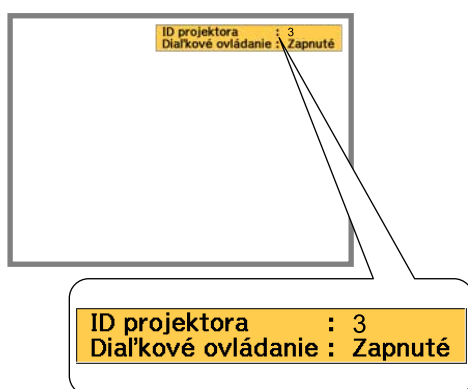 ID projektora : 3
Diaľkové ovládanie : Zapnuté
ID projektora : 3
Diaľkové ovládanie : Zapnuté